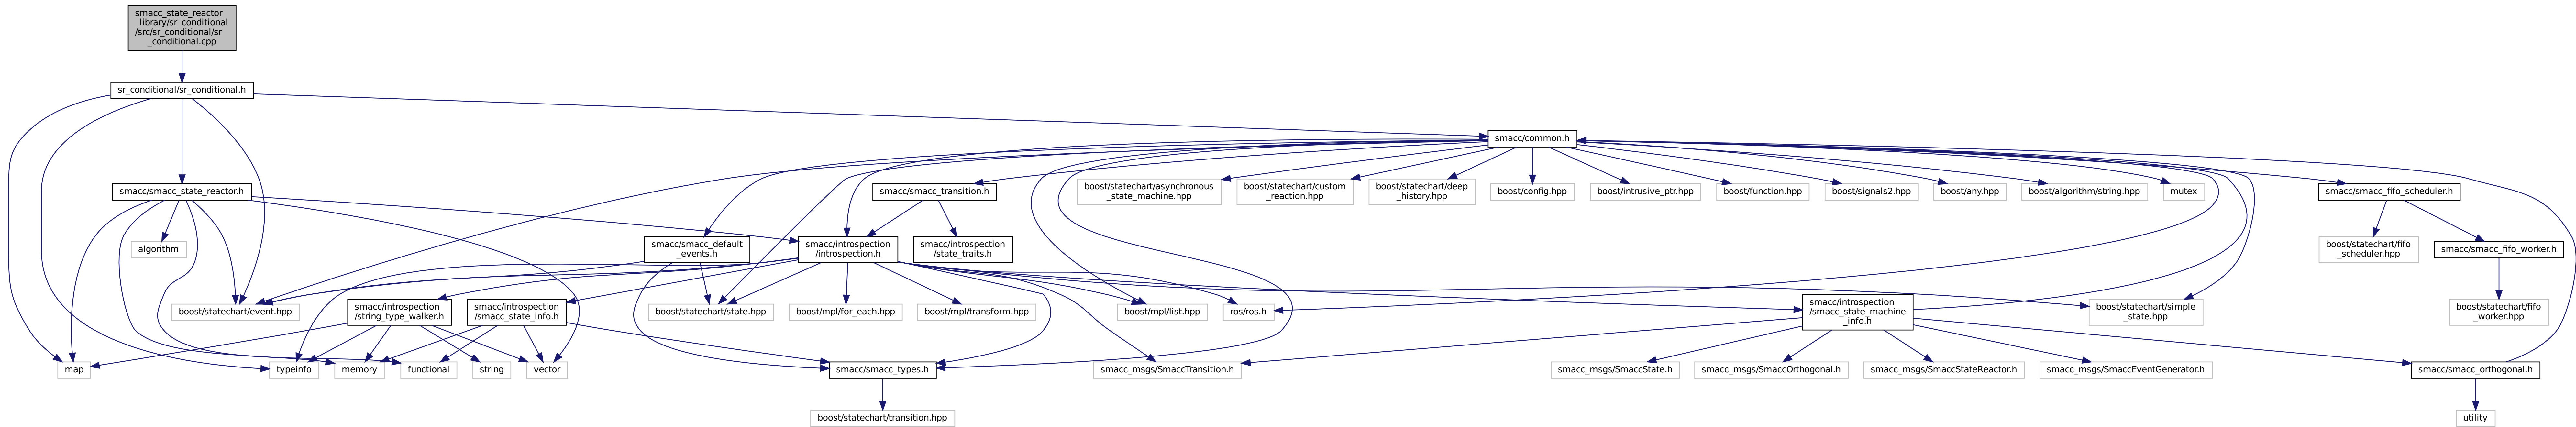 smacc_state_reactor
_library/sr_conditional
/src/sr_conditional/sr
_conditional.cpp
sr_conditional/sr_conditional.h
smacc/common.h
smacc/smacc_state_reactor.h
smacc/smacc_transition.h
boost/statechart/asynchronous
_state_machine.hpp
boost/statechart/custom
_reaction.hpp
boost/statechart/deep
_history.hpp
boost/config.hpp
boost/intrusive_ptr.hpp
boost/function.hpp
boost/signals2.hpp
boost/any.hpp
boost/algorithm/string.hpp
mutex
smacc/smacc_fifo_scheduler.h
algorithm
smacc/smacc_default
_events.h
smacc/introspection
/introspection.h
smacc/introspection
/state_traits.h
boost/statechart/fifo
_scheduler.hpp
smacc/smacc_fifo_worker.h
boost/statechart/event.hpp
smacc/introspection
/string_type_walker.h
smacc/introspection
/smacc_state_info.h
boost/statechart/state.hpp
boost/mpl/for_each.hpp
boost/mpl/transform.hpp
boost/mpl/list.hpp
ros/ros.h
smacc/introspection
/smacc_state_machine
_info.h
boost/statechart/simple
_state.hpp
boost/statechart/fifo
_worker.hpp
map
typeinfo
memory
functional
string
vector
smacc/smacc_types.h
smacc_msgs/SmaccTransition.h
smacc_msgs/SmaccState.h
smacc_msgs/SmaccOrthogonal.h
smacc_msgs/SmaccStateReactor.h
smacc_msgs/SmaccEventGenerator.h
smacc/smacc_orthogonal.h
boost/statechart/transition.hpp
utility